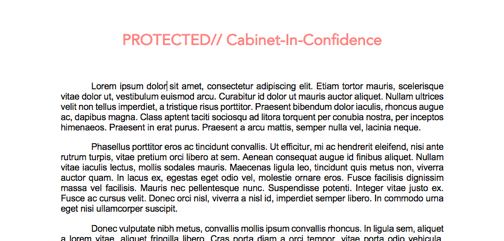 PROTECTED// Cabinet-In-Confidence
Lorem ipsum dolor sit amet, consectetur adipiscing elit. Etiam tortor mauris, scelerisque
vitae dolor ut, vestibulum euismod arcu. Curabitur id dolor ut mauris auctor aliquet. Nullam ultrices
velit non tellus imperdiet, a tristique risus porttitor. Praesent bibendum dolor iaculis, rhoncus augue
ac, dapibus magna. Class aptent taciti sociosqu ad litora torquent per conubia nostra, per inceptos
himenaeos. Praesent in erat purus. Praesent a arcu mattis, semper nulla vel, lacinia neque.
Phasellus porttitor eros ac tincidunt convallis. Ut efficitur, mi ac hendrerit eleifend, nisi ante
rutrum turpis, vitae pretium orci libero at sem. Aenean consequat augue id finibus aliquet. Nullam
vitae iaculis lectus, mollis sodales mauris. Maecenas ligula leo, tincidunt quis metus non, viverra
auctor quam. In lacus ex, egestas eget odio vel, molestie ornare eros. Fusce facilisis dignissim
massa vel facilisis. Mauris nec pellentesque nunc. Suspendisse potenti. Integer vitae justo ex.
Fusce ac cursus velit. Donec orci nisl, viverra a nisl id, imperdiet semper libero. In commodo urna
eget nisi ullamcorper suscipit.
Donec vulputate nibh metus, convallis mollis ipsum convallis rhoncus. In ligula sem, aliquet
a lorem vitae, aliquet fringilla libero. Cras porta diam a orci tempor, vitae portas odio volutpat.